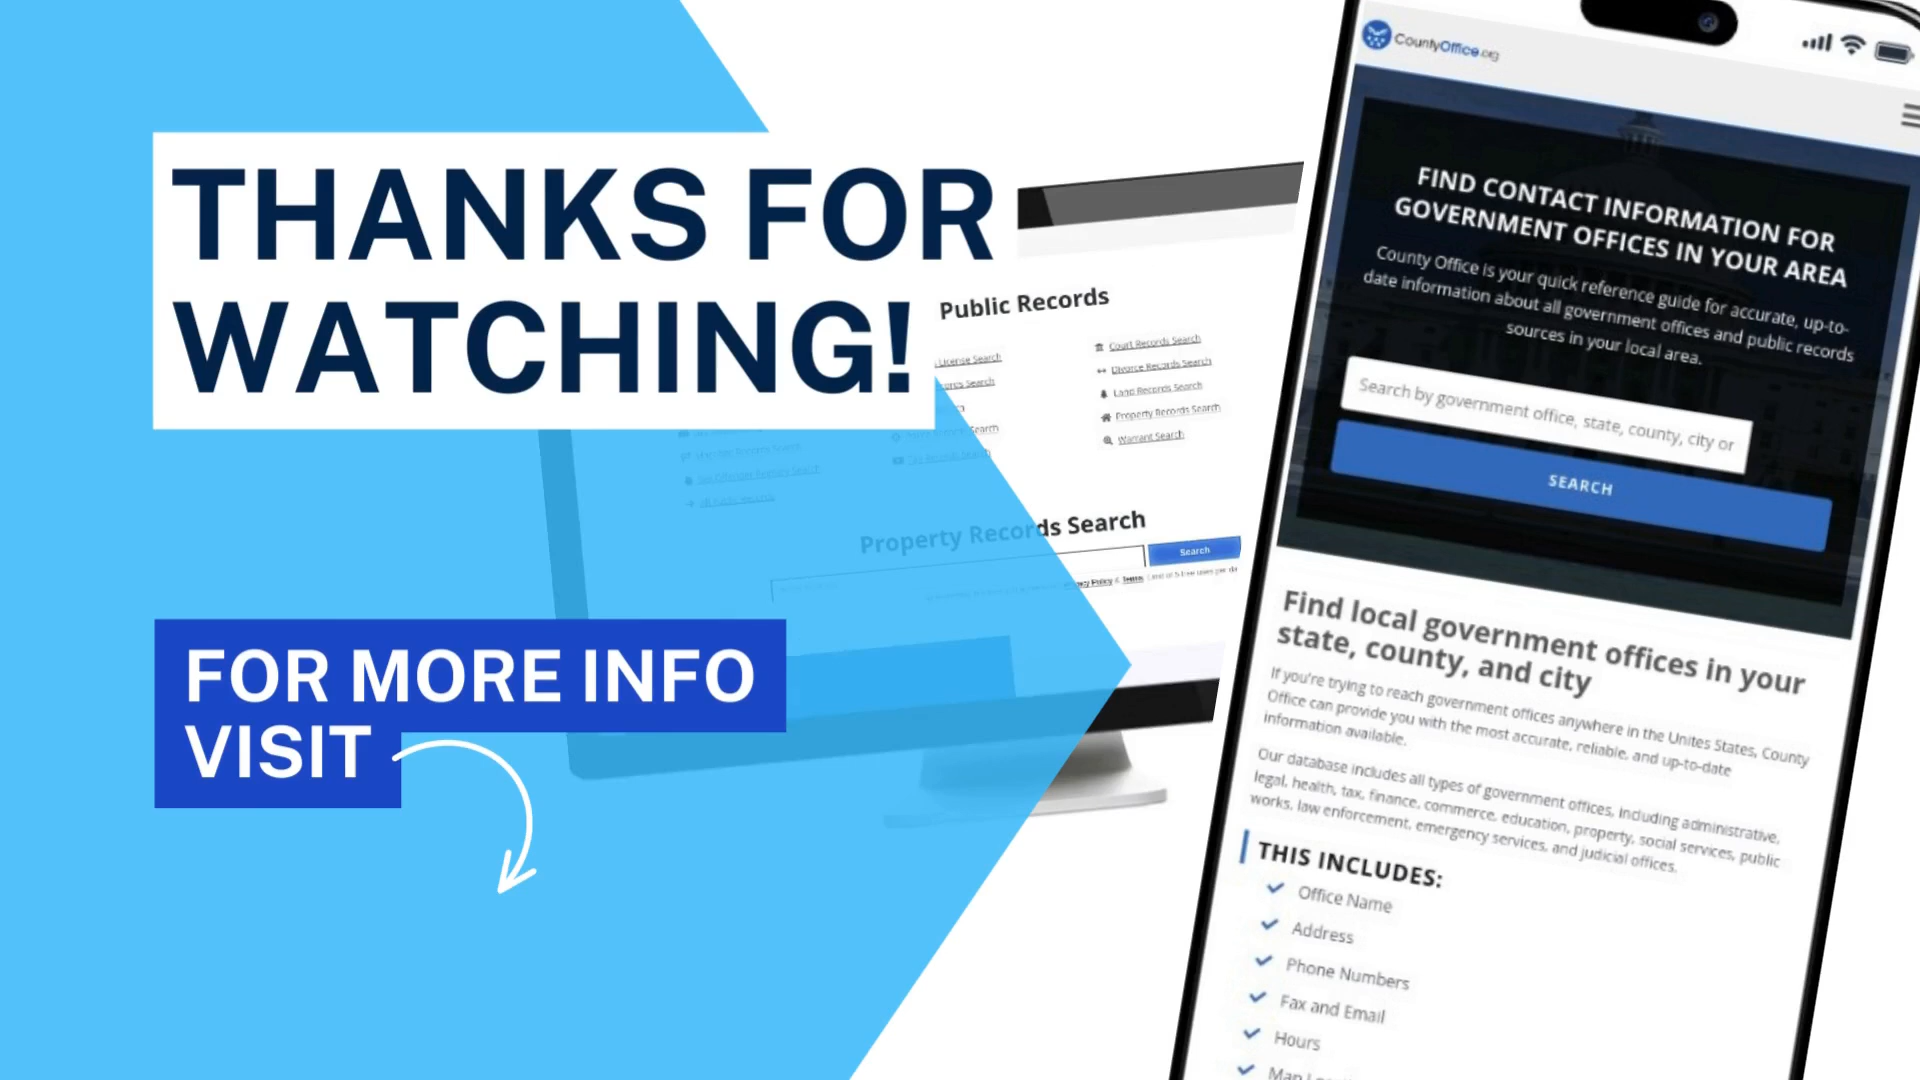 THANKS FOR
WATCHING!
FOR MORE INFO
VISIT
Public Records
License Search
Search
Search
Court Records Search
Divorce Records Search
Land Records Search
Property Records Search
Warrant Search
Property Records Search
Search
Terms
CountyOffice.org
FIND CONTACT INFORMATION FOR
GOVERNMENT OFFICES IN YOUR AREA
County Office is your quick reference guide for accurate, up-to-
date information about all government offices and public records
sources in your local area.
Search by government office, state, county, city or
SEARCH
Find local government offices in your
state, county, and city
If you're trying to reach government offices anywhere in the Unites States, County
Office can provide you with the most accurate, reliable, and up-to-date
information available.
Our database includes all types of government offices, including administrative,
legal, health, tax, finance, commerce, education, property, social services, public
works, law enforcement, emergency services, and judicial offices.
THIS INCLUDES:
Office Name
Address
Phone Numbers
Fax and Email
Hours